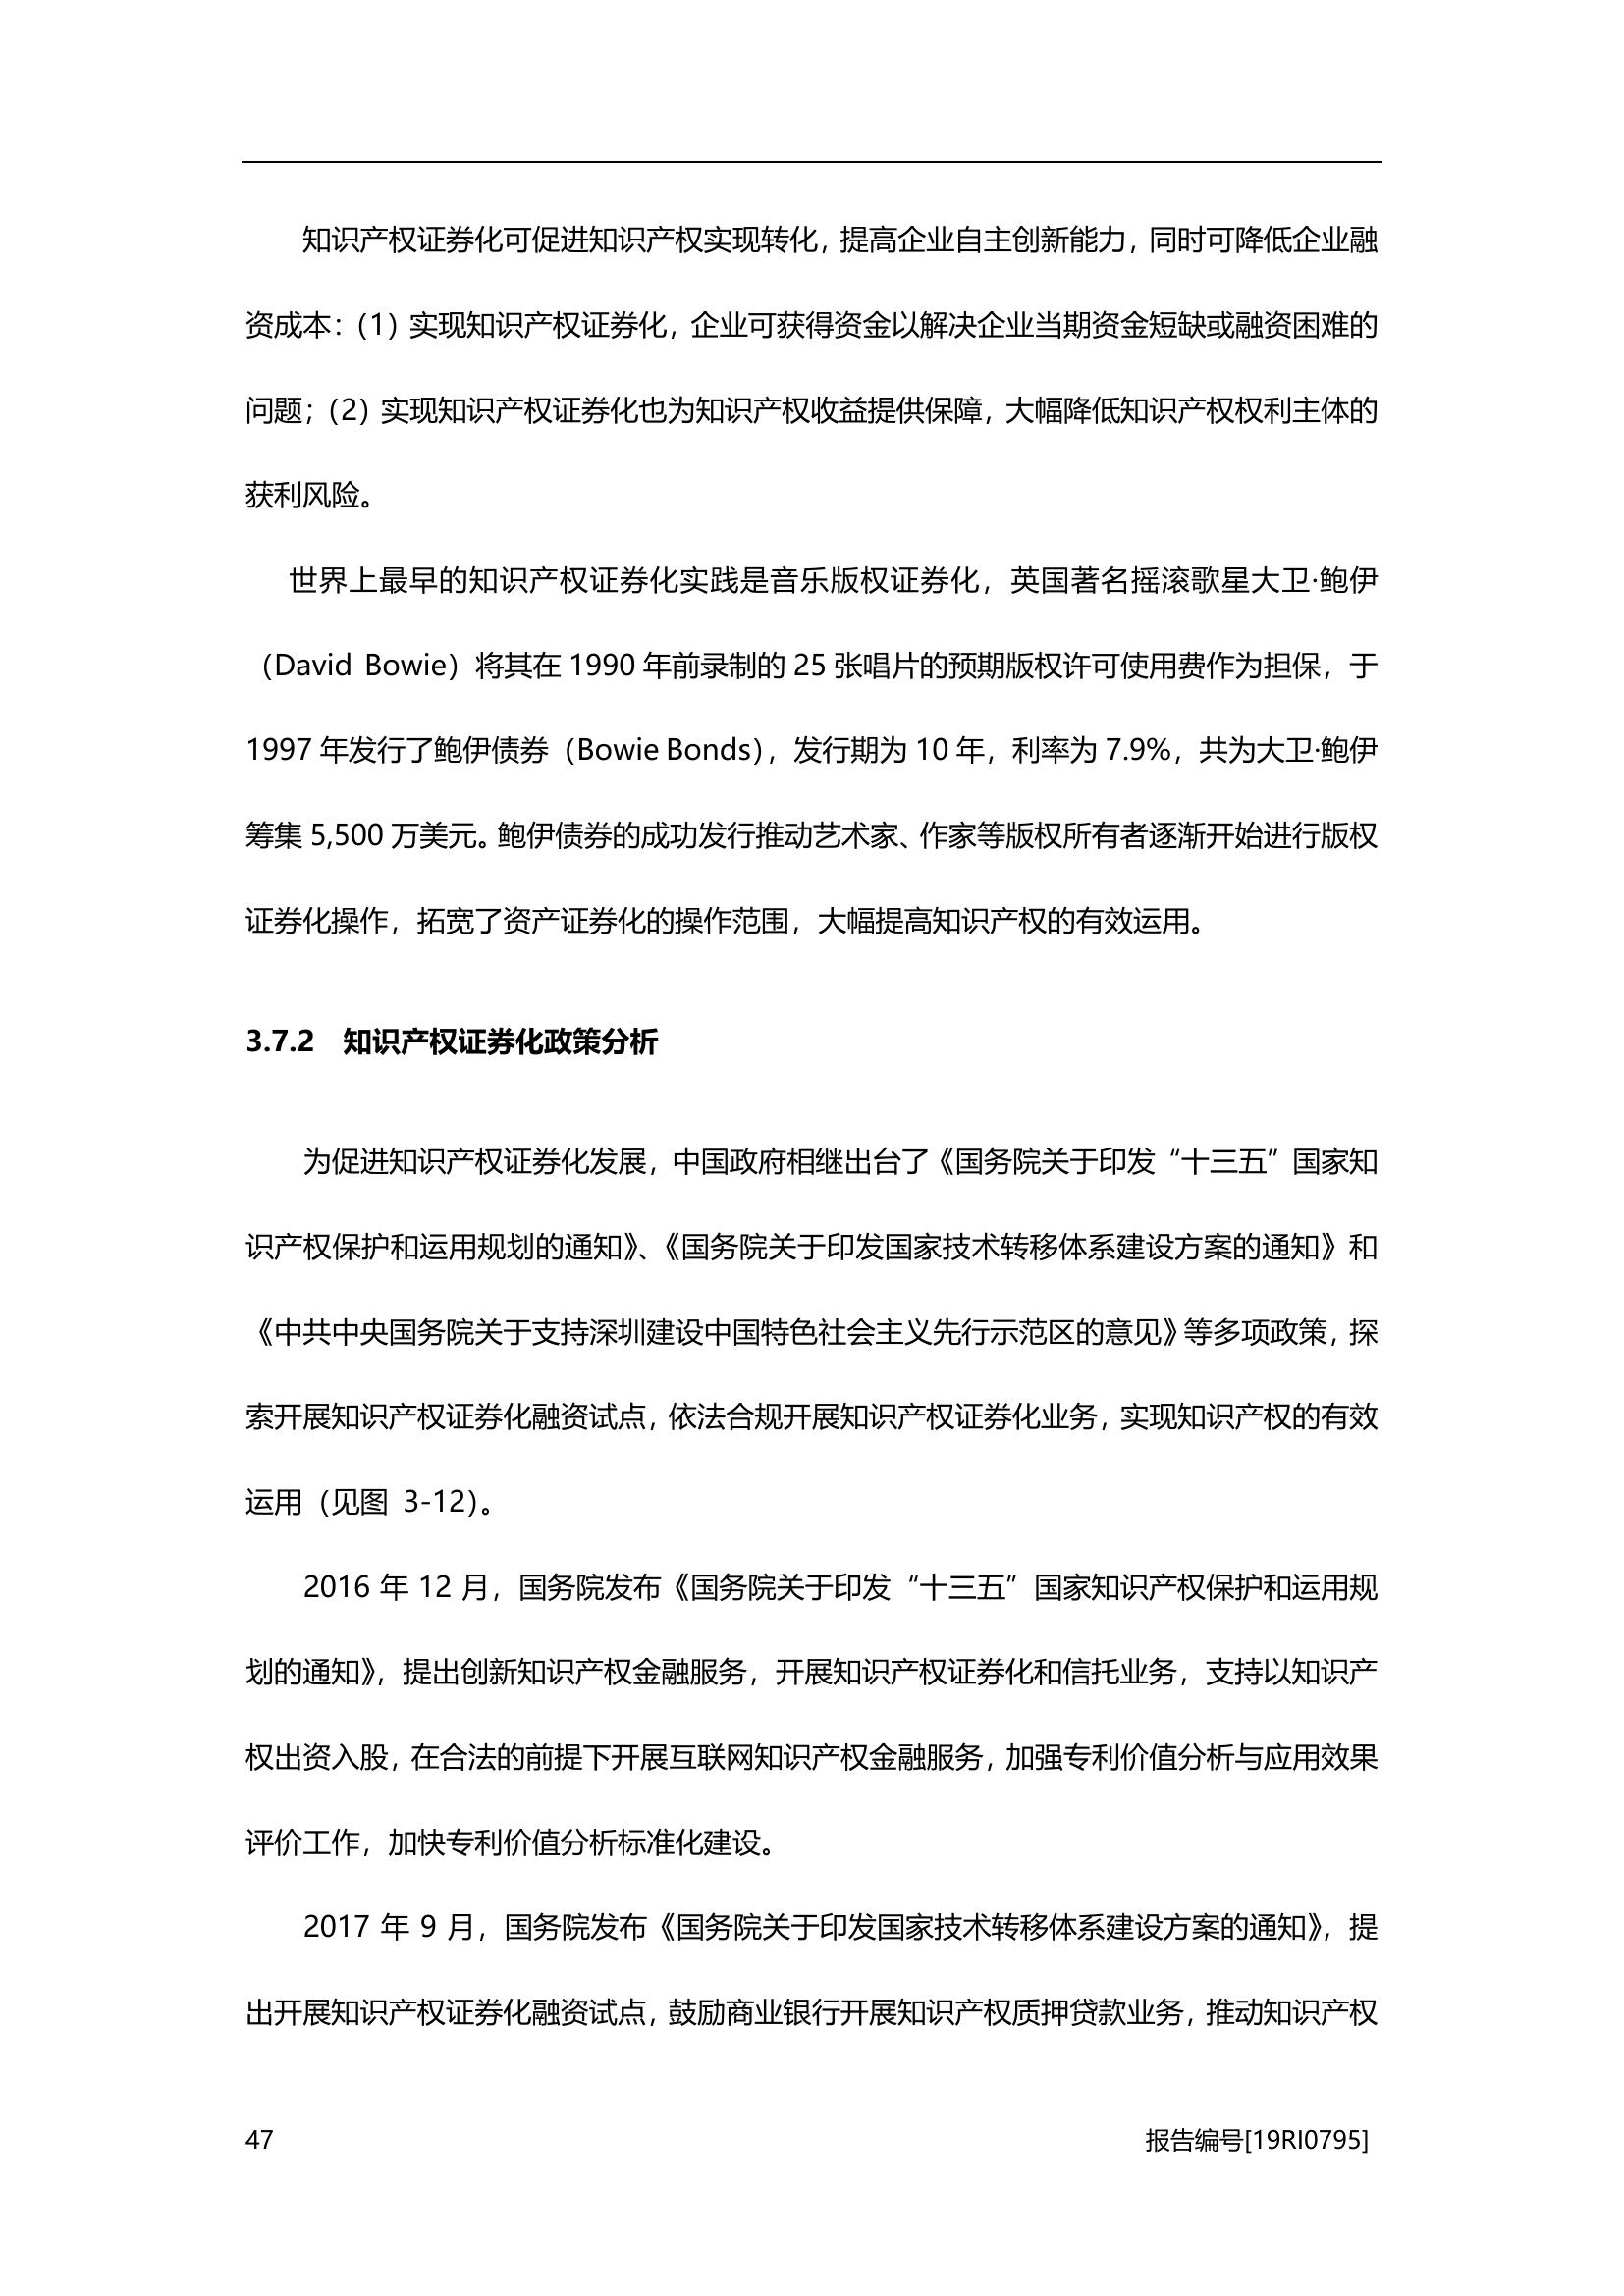 知识产权证券化可促进知识产权实现转化，提高企业自主创新能力，同时可降低企业融
资成本：（1）实现知识产权证券化，企业可获得资金以解决企业当期资金短缺或融资困难的
问题；（2）实现知识产权证券化也为知识产权收益提供保障，大幅降低知识产权权利主体的
获利风险。
世界上最早的知识产权证券化实践是音乐版权证券化，英国著名摇滚歌星大卫·鲍伊
（David Bowie）将其在 1990 年前录制的 25 张唱片的预期版权许可使用费作为担保，于
1997 年发行了鲍伊债券（Bowie Bonds），发行期为 10 年，利率为 7.9%，共为大卫·鲍伊
筹集 5,500 万美元。鲍伊债券的成功发行推动艺术家、作家等版权所有者逐渐开始进行版权
证券化操作，拓宽了资产证券化的操作范围，大幅提高知识产权的有效运用。
3.7.2 知识产权证券化政策分析
为促进知识产权证券化发展，中国政府相继出台了《国务院关于印发“十三五”国家知
识产权保护和运用规划的通知》、《国务院关于印发国家技术转移体系建设方案的通知》和
《中共中央国务院关于支持深圳建设中国特色社会主义先行示范区的意见》等多项政策，探
索开展知识产权证券化融资试点，依法合规开展知识产权证券化业务，实现知识产权的有效
运用（见图 3-12）。
2016 年 12 月，国务院发布《国务院关于印发“十三五”国家知识产权保护和运用规
划的通知》，提出创新知识产权金融服务，开展知识产权证券化和信托业务，支持以知识产
权出资入股，在合法的前提下开展互联网知识产权金融服务，加强专利价值分析与应用效果
评价工作，加快专利价值分析标准化建设。
2017 年 9 月，国务院发布《国务院关于印发国家技术转移体系建设方案的通知》，提
出开展知识产权证券化融资试点，鼓励商业银行开展知识产权质押贷款业务，推动知识产权
47 报告编号[19RI0795]